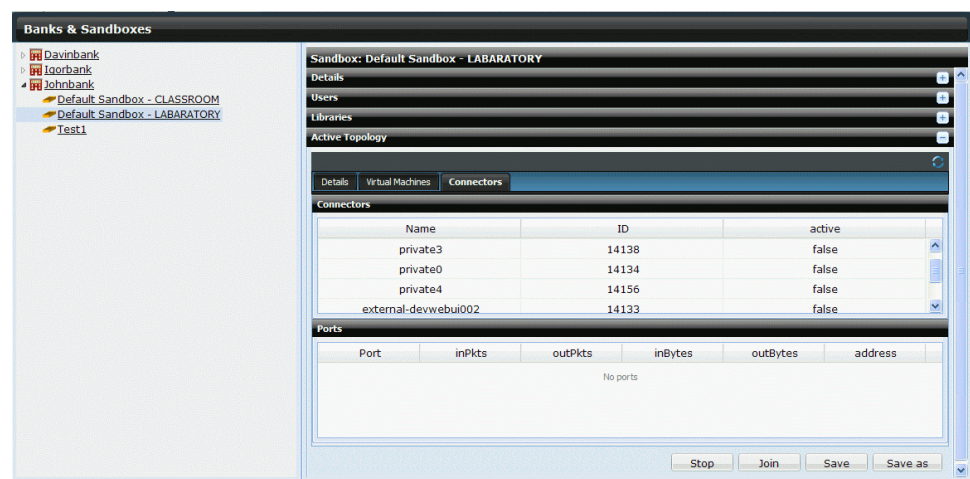 Banks & Sandboxes
Davinbank
Igorbank
Johnbank
Default Sandbox - CLASSROOM
Default Sandbox - LABARATORY
Test1
Sandbox: Default Sandbox - LABARATORY
Details
Users
Libraries
Active Topology
Details Virtual Machines Connectors
Connectors
Name ID active
private3 14138 false
private0 14134 false
private4 14156 false
external-devwebui002 14133 false
Ports
Port inPkts outPkts inBytes outBytes address
No ports
Stop Join Save Save as